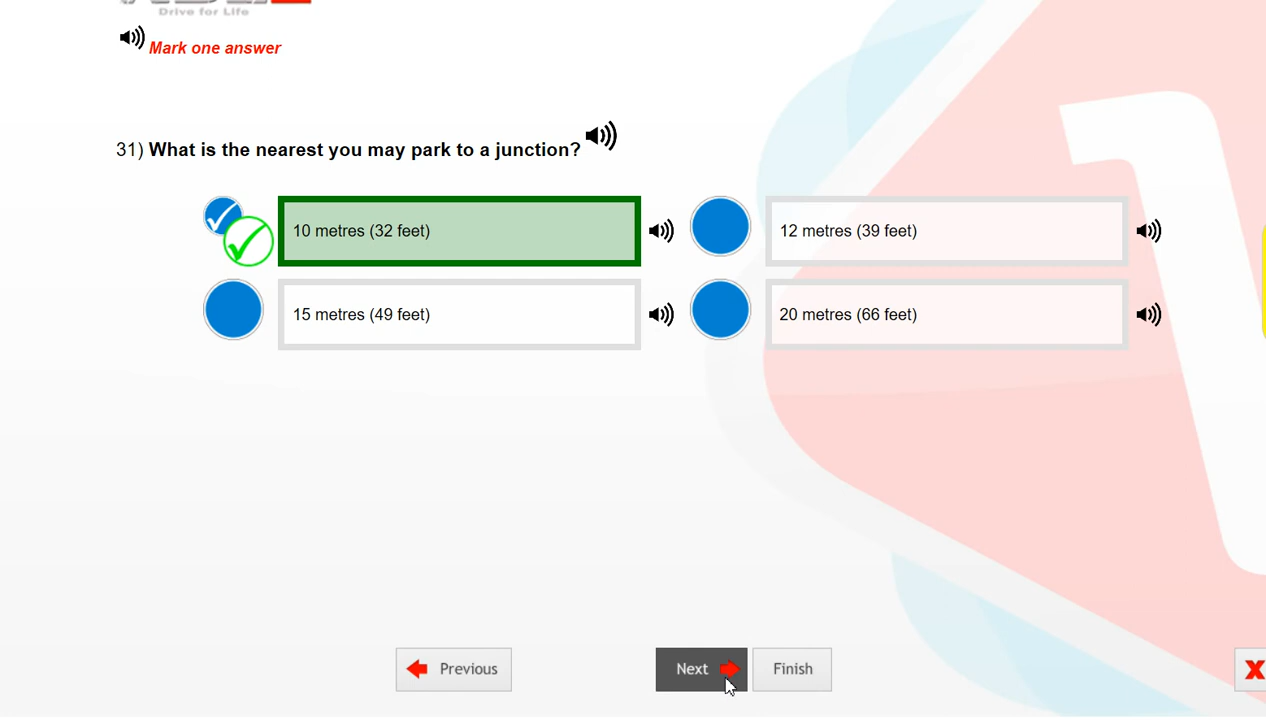 Drive for Life
Mark one answer
31) What is the nearest you may park to a junction?
10 metres (32 feet)
12 metres (39 feet)
15 metres (49 feet)
20 metres (66 feet)
Previous
Next
Finish
X